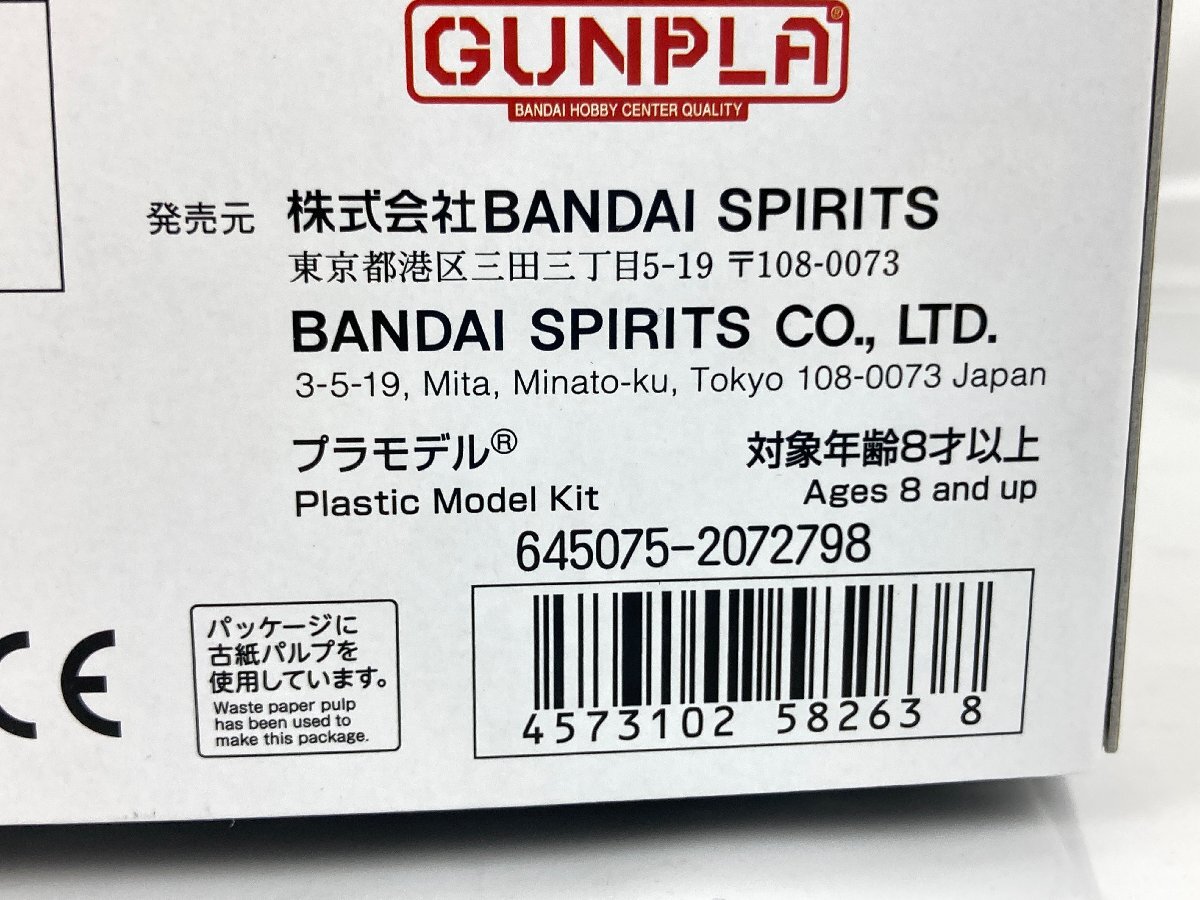 GUNPLA®
BANDAI HOBBY CENTER QUALITY
発売元 株式会社BANDAI SPIRITS
東京都港区三田三丁目5-19 〒108-0073
BANDAI SPIRITS CO., LTD.
3-5-19, Mita, Minato-ku, Tokyo 108-0073 Japan
プラモデル® 対象年齢8才以上
Plastic Model Kit Ages 8 and up
645075-2072798
CE
パッケージに
古紙パルプを
使用しています。
Waste paper pulp
has been used to
make this package.
4573102 58263 8